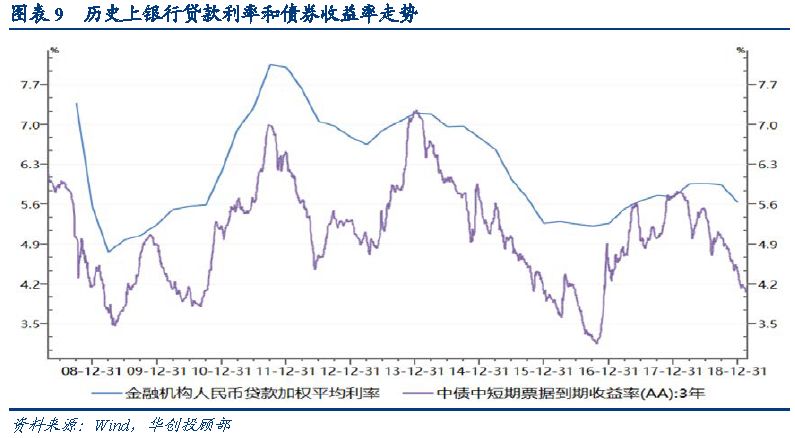 图表 9 历史上银行贷款利率和债券收益率走势
% %
7.7 7.7
7.0 7.0
6.3 6.3
5.6 5.6
4.9 4.9
4.2 4.2
3.5 3.5
08-12-31 09-12-31 10-12-31 11-12-31 12-12-31 13-12-31 14-12-31 15-12-31 16-12-31 17-12-31 18-12-31
金融机构人民币贷款加权平均利率 中债中短期票据到期收益率(AA):3年
资料来源：Wind，华创投顾部